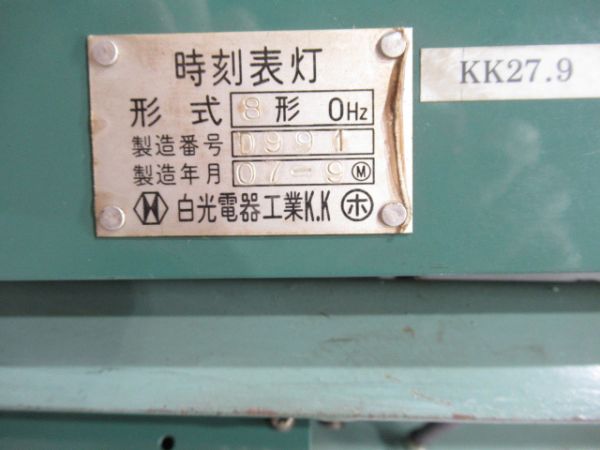 時刻表灯
形式 8形 0Hz
製造番号 D991
製造年月 07-9 Ⓜ
白光電器工業K.K ㋭
KK27.9